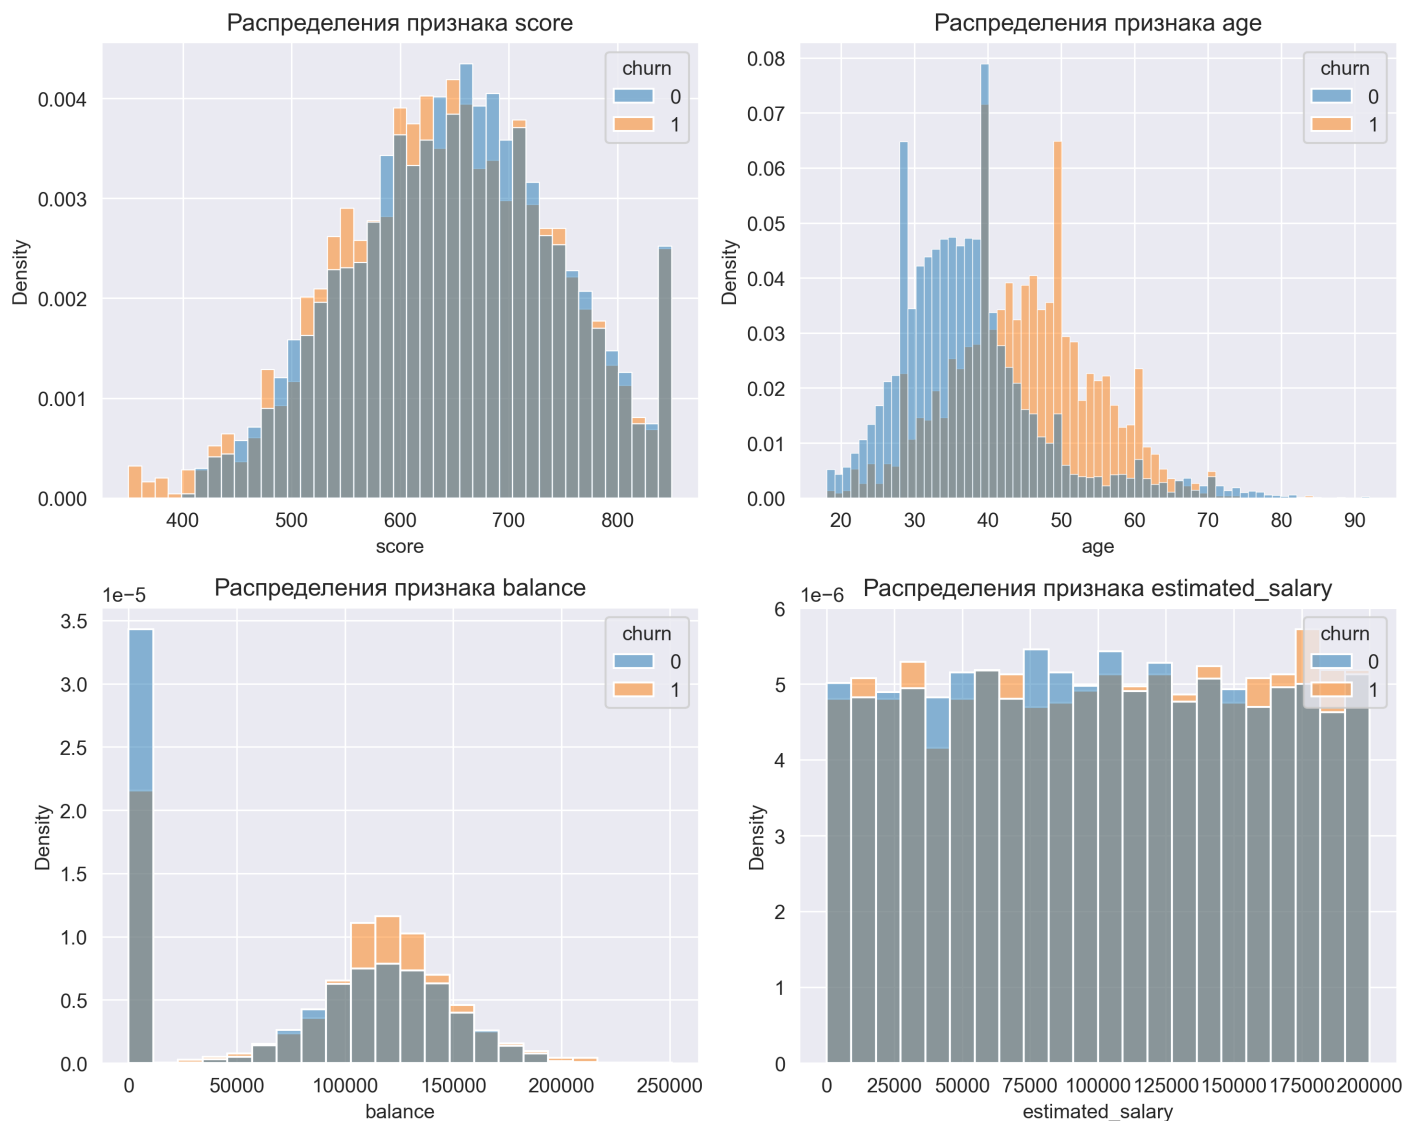 Распределения признака score
churn
0
1
0.004
0.003
0.002
0.001
0.000
Density
400 500 600 700 800
score
Распределения признака age
churn
0
1
0.08
0.07
0.06
0.05
0.04
0.03
0.02
0.01
0.00
Density
20 30 40 50 60 70 80 90
age
1e−5
Распределения признака balance
churn
0
1
3.5
3.0
2.5
2.0
1.5
1.0
0.5
0.0
Density
0 50000 100000 150000 200000 250000
balance
1e−6
Распределения признака estimated_salary
churn
0
1
6
5
4
3
2
1
0
Density
0 25000 50000 75000 100000 125000 150000 175000 200000
estimated_salary